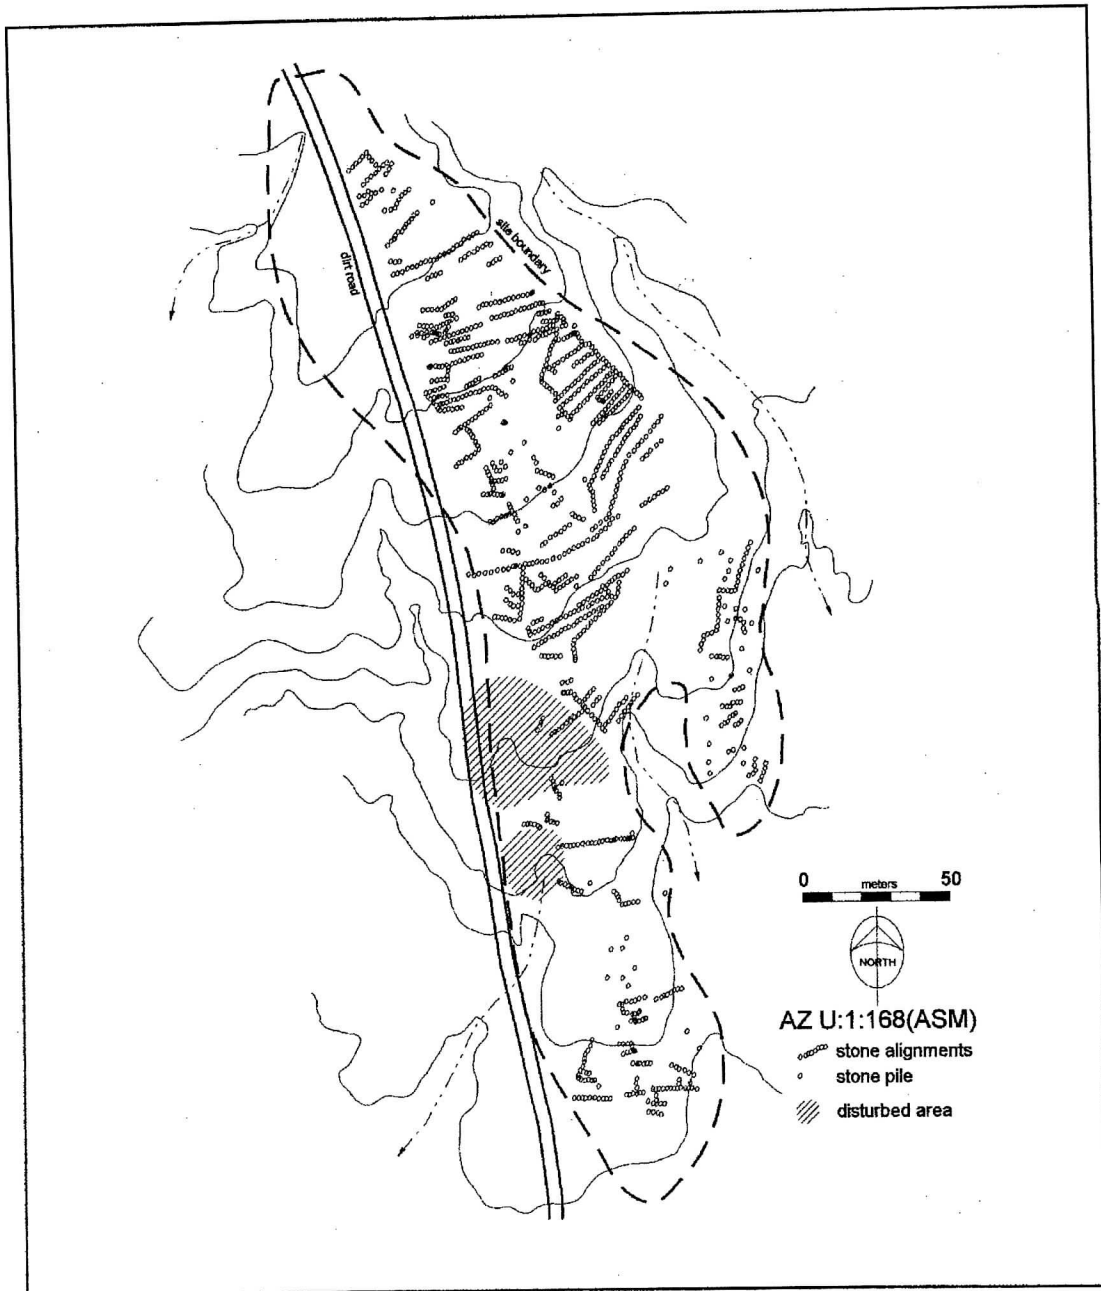 site boundary
dirt road
0 meters 50
NORTH
AZ U:1:168(ASM)
stone alignments
stone pile
disturbed area